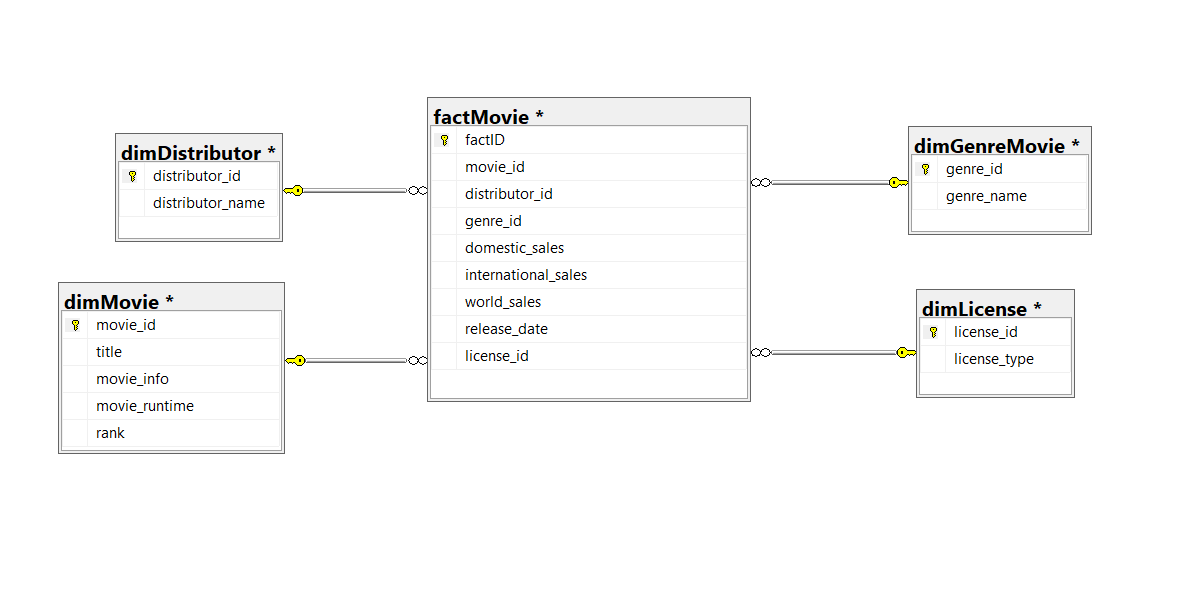 dimDistributor *
distributor_id
distributor_name
dimMovie *
movie_id
title
movie_info
movie_runtime
rank
factMovie *
factID
movie_id
distributor_id
genre_id
domestic_sales
international_sales
world_sales
release_date
license_id
dimGenreMovie *
genre_id
genre_name
dimLicense *
license_id
license_type